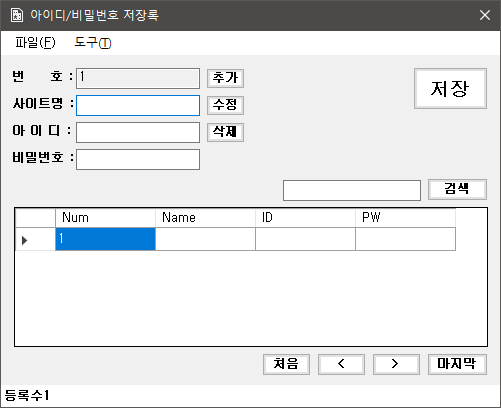 아이디/비밀번호 저장록
파일(F) 도구(T)
번 호 : 1 추가
저장
사이트명 : 수정
아 이 디 : 삭제
비밀번호 :
검색
Num Name ID PW
1
처음 < > 마지막
등록수1